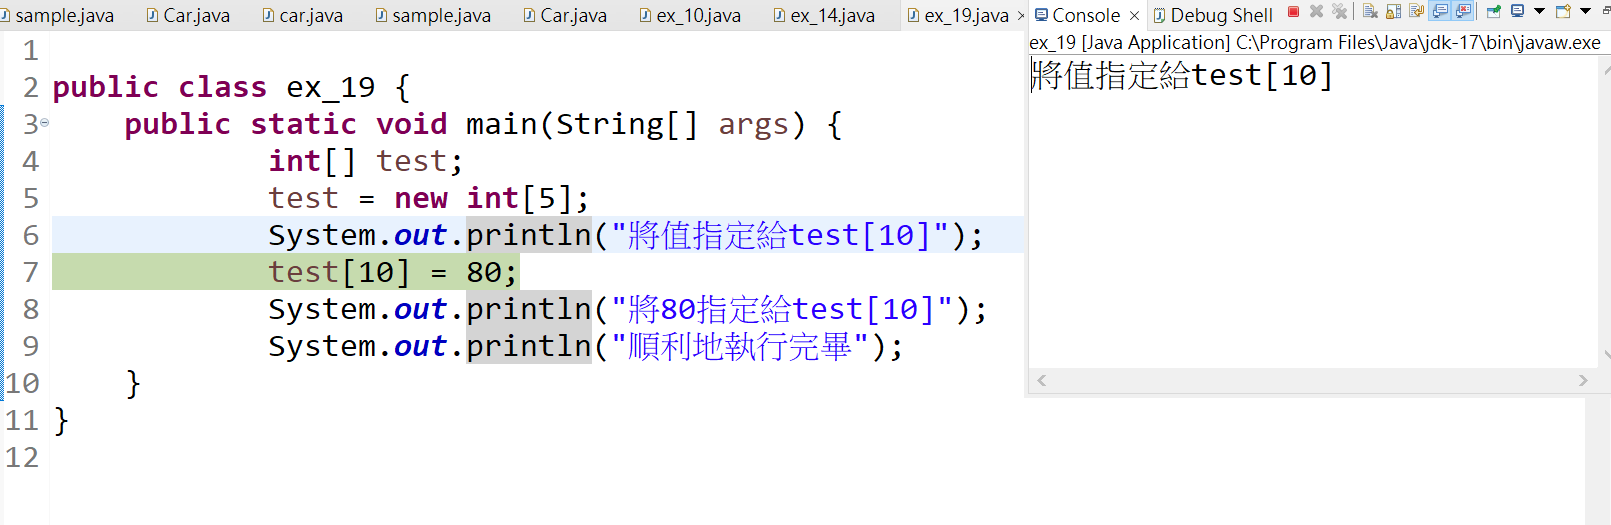 sample.java Car.java car.java sample.java Car.java ex_10.java ex_14.java ex_19.java
1
2 public class ex_19 {
3 public static void main(String[] args) {
4 int[] test;
5 test = new int[5];
6 System.out.println("將值指定給test[10]");
7 test[10] = 80;
8 System.out.println("將80指定給test[10]");
9 System.out.println("順利地執行完畢");
10 }
11 }
12
Console Debug Shell
ex_19 [Java Application] C:\Program Files\Java\jdk-17\bin\javaw.exe
將值指定給test[10]